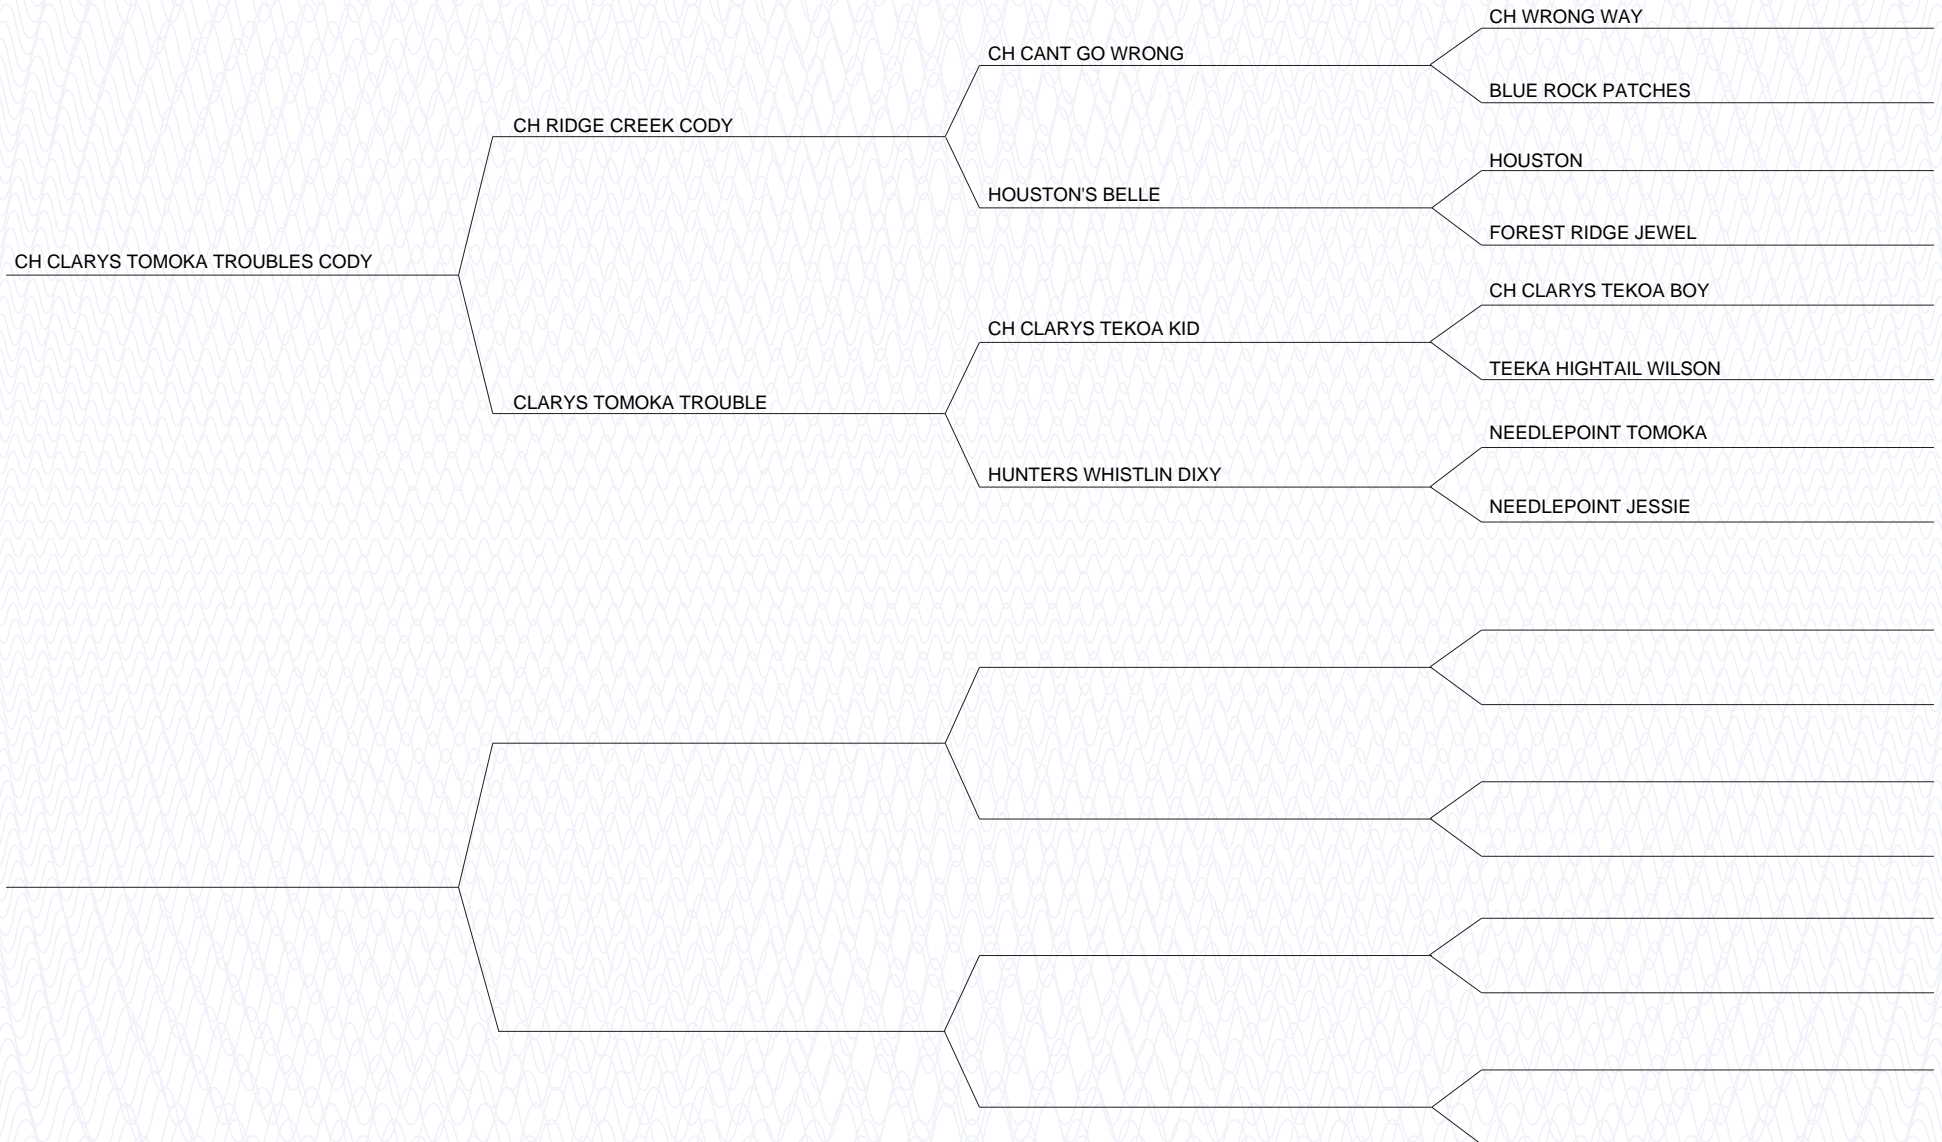 CH WRONG WAY
CH CANT GO WRONG
BLUE ROCK PATCHES
CH RIDGE CREEK CODY
HOUSTON
HOUSTON'S BELLE
FOREST RIDGE JEWEL
CH CLARYS TOMOKA TROUBLES CODY
CH CLARYS TEKOA BOY
CH CLARYS TEKOA KID
TEEKA HIGHTAIL WILSON
CLARYS TOMOKA TROUBLE
NEEDLEPOINT TOMOKA
HUNTERS WHISTLIN DIXY
NEEDLEPOINT JESSIE